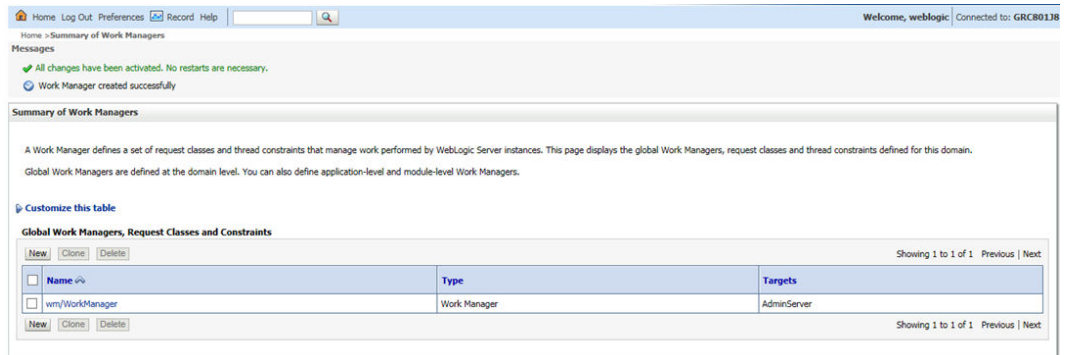 Home Log Out Preferences Record Help
Welcome, weblogic Connected to: GRC801J8
Home >Summary of Work Managers
Messages
All changes have been activated. No restarts are necessary.
Work Manager created successfully
Summary of Work Managers
A Work Manager defines a set of request classes and thread constraints that manage work performed by WebLogic Server instances. This page displays the global Work Managers, request classes and thread constraints defined for this domain.
Global Work Managers are defined at the domain level. You can also define application-level and module-level Work Managers.
Customize this table
Global Work Managers, Request Classes and Constraints
New Clone Delete Showing 1 to 1 of 1 Previous | Next
Name Type Targets
wm/WorkManager Work Manager AdminServer
New Clone Delete Showing 1 to 1 of 1 Previous | Next